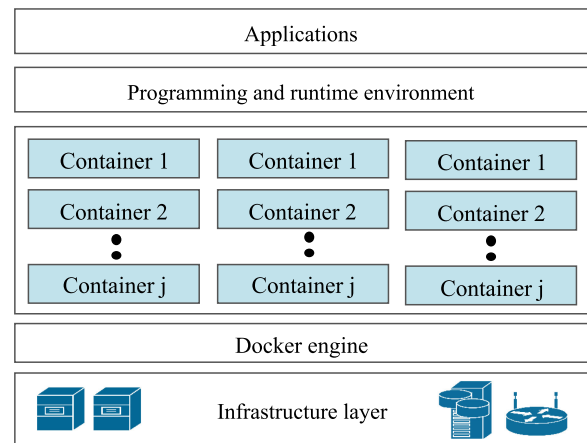 Applications
Programming and runtime environment
Container 1 Container 1 Container 1
Container 2 Container 2 Container 2
Container j Container j Container j
Docker engine
Infrastructure layer